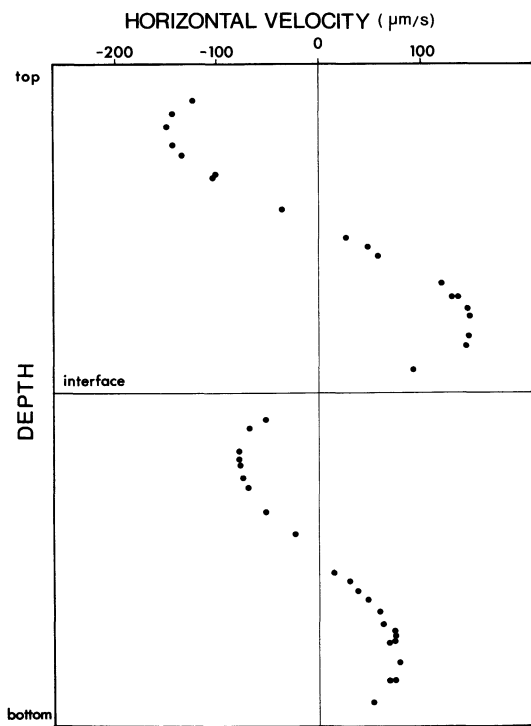 HORIZONTAL VELOCITY (μm/s)
-200 -100 0 100
top
interface
DEPTH
bottom